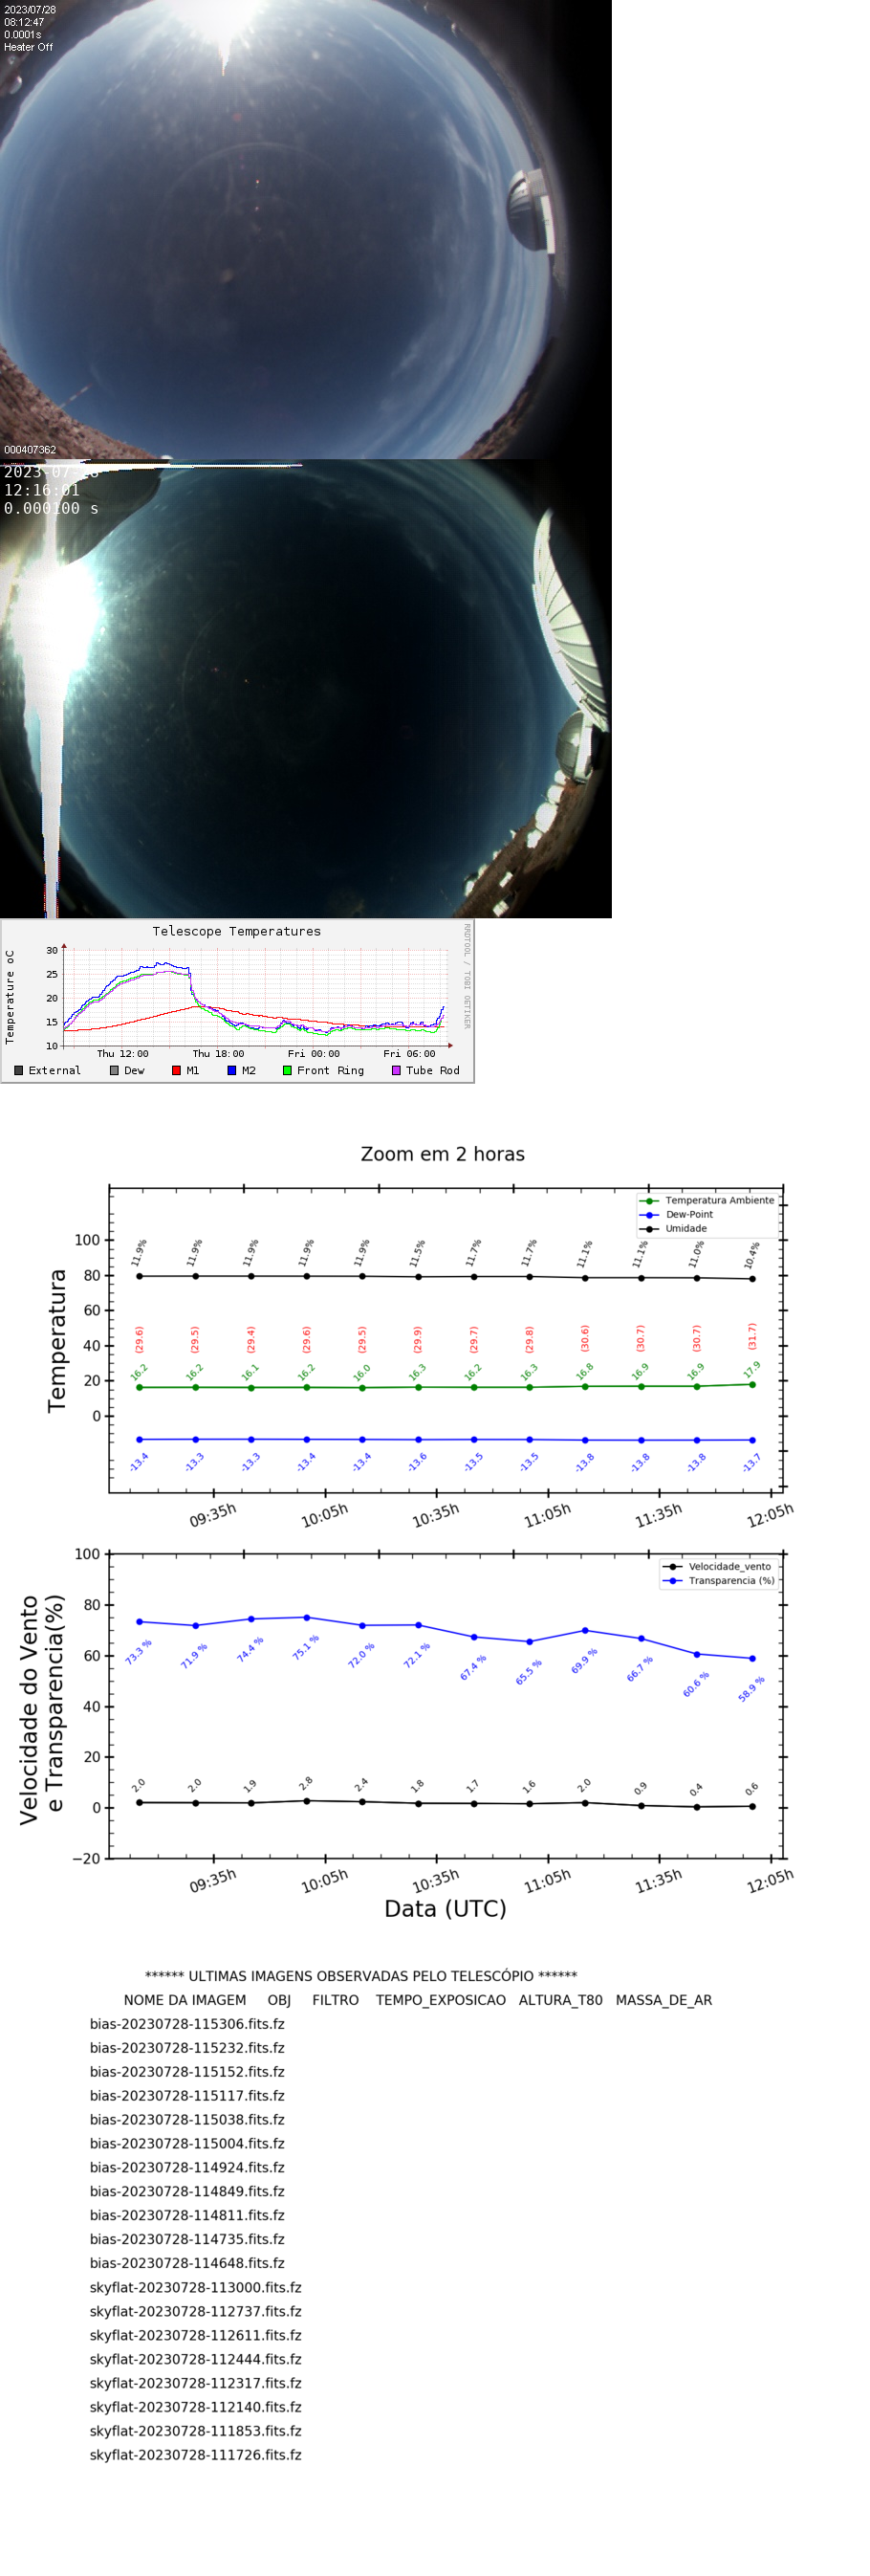 2023/07/28
08:12:47
0.0001s
Heater Off
000407362
2023-07-28
12:16:01
0.000100 s
Telescope Temperatures
RRDTOOL / TOBI OETIKER
Temperature oC
30
25
20
15
10
Thu 12:00 Thu 18:00 Fri 00:00 Fri 06:00
External Dew M1 M2 Front Ring Tube Rod
Zoom em 2 horas
Temperatura Ambiente
Dew-Point
Umidade
Temperatura
100
80
60
40
20
0
11.9% 11.9% 11.9% 11.9% 11.9% 11.5% 11.7% 11.7% 11.1% 11.1% 11.0% 10.4%
(29.6) (29.5) (29.4) (29.6) (29.5) (29.9) (29.7) (29.8) (30.6) (30.7) (30.7) (31.7)
16.2 16.2 16.1 16.2 16.0 16.3 16.2 16.3 16.8 16.9 16.9 17.9
-13.4 -13.3 -13.3 -13.4 -13.4 -13.6 -13.5 -13.5 -13.8 -13.8 -13.8 -13.7
09:35h 10:05h 10:35h 11:05h 11:35h 12:05h
Velocidade_vento
Transparencia (%)
Velocidade do Vento
e Transparencia(%)
100
80
60
40
20
0
−20
73.3 % 71.9 % 74.4 % 75.1 % 72.0 % 72.1 % 67.4 % 65.5 % 69.9 % 66.7 % 60.6 % 58.9 %
2.0 2.0 1.9 2.8 2.4 1.8 1.7 1.6 2.0 0.9 0.4 0.6
09:35h 10:05h 10:35h 11:05h 11:35h 12:05h
Data (UTC)
****** ULTIMAS IMAGENS OBSERVADAS PELO TELESCÓPIO ******
NOME DA IMAGEM OBJ FILTRO TEMPO_EXPOSICAO ALTURA_T80 MASSA_DE_AR
bias-20230728-115306.fits.fz
bias-20230728-115232.fits.fz
bias-20230728-115152.fits.fz
bias-20230728-115117.fits.fz
bias-20230728-115038.fits.fz
bias-20230728-115004.fits.fz
bias-20230728-114924.fits.fz
bias-20230728-114849.fits.fz
bias-20230728-114811.fits.fz
bias-20230728-114735.fits.fz
bias-20230728-114648.fits.fz
skyflat-20230728-113000.fits.fz
skyflat-20230728-112737.fits.fz
skyflat-20230728-112611.fits.fz
skyflat-20230728-112444.fits.fz
skyflat-20230728-112317.fits.fz
skyflat-20230728-112140.fits.fz
skyflat-20230728-111853.fits.fz
skyflat-20230728-111726.fits.fz